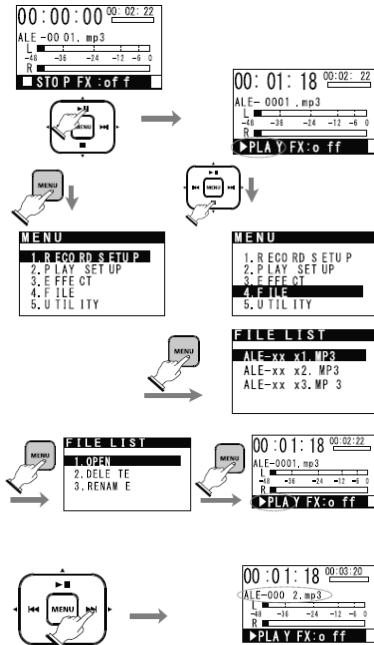 00:00:00 00:02:22
ALE-0001.mp3
L
-48 -36 -24 -12 -6 0
R
STOP FX:off
MENU
00:01:18 00:02:22
ALE-0001.mp3
L
-48 -36 -24 -12 -6 0
R
PLAY FX:off
MENU
MENU
MENU
1.RECORD SETUP
2.PLAY SETUP
3.EFFECT
4.FILE
5.UTILITY
MENU
1.RECORD SETUP
2.PLAY SETUP
3.EFFECT
4.FILE
5.UTILITY
MENU
FILE LIST
ALE-xx x1.MP3
ALE-xx x2.MP3
ALE-xx x3.MP3
MENU
FILE LIST
1.OPEN
2.DELETE
3.RENAME
MENU
00:01:18 00:02:22
ALE-0001.mp3
L
-48 -36 -24 -12 -6 0
R
PLAY FX:off
MENU
00:01:18 00:03:20
ALE-0002.mp3
L
-48 -36 -24 -12 -6 0
R
PLAY FX:off